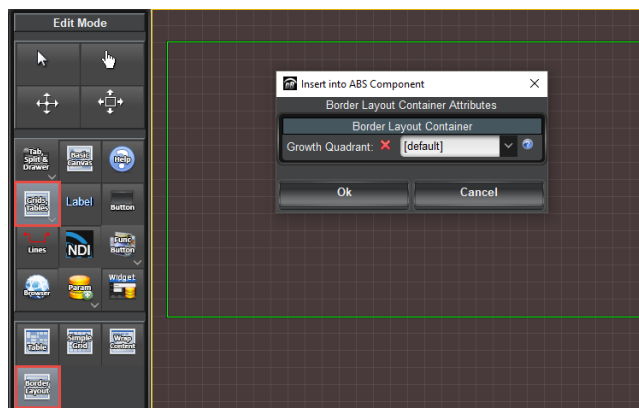 Edit Mode
Tab,
Split &
Drawer
Basic
Canvas
Help
Grids,
Tables
Label
Button
Lines
NDI
Func
Button
Browser
Param
Widget
Table
Simple
Grid
Wrap
Content
Border
Layout
Insert into ABS Component
Border Layout Container Attributes
Border Layout Container
Growth Quadrant:
[default]
Ok
Cancel